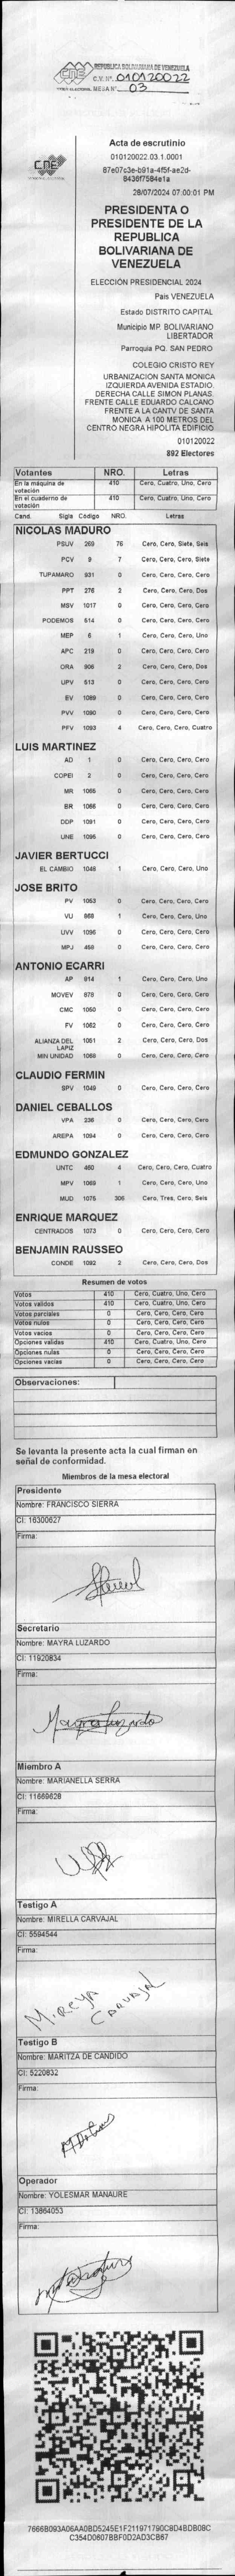 CNE
REPÚBLICA BOLIVARIANA DE VENEZUELA
C.V. Nº. 010120022
MESA Nº. 03
CNE
Acta de escrutinio
010120022.03.1.0001
28/07/2024 07:00:01 PM
PRESIDENTA O
PRESIDENTE DE LA
REPUBLICA
BOLIVARIANA DE
VENEZUELA
ELECCIÓN PRESIDENCIAL 2024
País VENEZUELA
Estado DISTRITO CAPITAL
Municipio MP. BOLIVARIANO
LIBERTADOR
Parroquia PQ. SAN PEDRO
COLEGIO CRISTO REY
URBANIZACION SANTA MONICA
IZQUIERDA AVENIDA ESTADIO.
DERECHA CALLE SIMON PLANAS.
FRENTE CALLE EDUARDO CALCANO
FRENTE A LA CANTV DE SANTA
MONICA A 100 METROS DEL
CENTRO NEGRA HIPOLITA EDIFICIO
010120022
892 Electores
Votantes NRO. Letras
En la máquina de votación 410 Cero, Cuatro, Uno, Cero
En el cuaderno de votación 410 Cero, Cuatro, Uno, Cero
Cand. Sigla Código NRO. Letras
NICOLAS MADURO
PSUV 269 76 Cero, Cero, Siete, Seis
PCV 9 7 Cero, Cero, Cero, Siete
TUPAMARO 931 0 Cero, Cero, Cero, Cero
PPT 276 2 Cero, Cero, Cero, Dos
MSV 1017 0 Cero, Cero, Cero, Cero
PODEMOS 514 0 Cero, Cero, Cero, Cero
MEP 6 1 Cero, Cero, Cero, Uno
APC 219 0 Cero, Cero, Cero, Cero
ORA 906 2 Cero, Cero, Cero, Dos
UPV 513 0 Cero, Cero, Cero, Cero
EV 1089 0 Cero, Cero, Cero, Cero
PVV 1090 0 Cero, Cero, Cero, Cero
PFV 1093 4 Cero, Cero, Cero, Cuatro
LUIS MARTINEZ
AD 1 0 Cero, Cero, Cero, Cero
COPEI 2 0 Cero, Cero, Cero, Cero
MR 1065 0 Cero, Cero, Cero, Cero
BR 1066 0 Cero, Cero, Cero, Cero
DDP 1091 0 Cero, Cero, Cero, Cero
UNE 1095 0 Cero, Cero, Cero, Cero
JAVIER BERTUCCI
EL CAMBIO 1048 1 Cero, Cero, Cero, Uno
JOSE BRITO
PV 1053 0 Cero, Cero, Cero, Cero
VU 868 1 Cero, Cero, Cero, Uno
UVV 1096 0 Cero, Cero, Cero, Cero
MPJ 458 0 Cero, Cero, Cero, Cero
ANTONIO ECARRI
AP 914 1 Cero, Cero, Cero, Uno
MOVEV 878 0 Cero, Cero, Cero, Cero
CMC 1050 0 Cero, Cero, Cero, Cero
FV 1062 0 Cero, Cero, Cero, Cero
ALIANZA DEL LAPIZ 1051 2 Cero, Cero, Cero, Dos
MIN UNIDAD 1068 0 Cero, Cero, Cero, Cero
CLAUDIO FERMIN
SPV 1049 0 Cero, Cero, Cero, Cero
DANIEL CEBALLOS
VPA 236 0 Cero, Cero, Cero, Cero
AREPA 1094 0 Cero, Cero, Cero, Cero
EDMUNDO GONZALEZ
UNTC 460 4 Cero, Cero, Cero, Cuatro
MPV 1069 1 Cero, Cero, Cero, Uno
MUD 1075 306 Cero, Tres, Cero, Seis
ENRIQUE MARQUEZ
CENTRADOS 1073 0 Cero, Cero, Cero, Cero
BENJAMIN RAUSSEO
CONDE 1092 2 Cero, Cero, Cero, Dos
Resumen de votos
Votos 410 Cero, Cuatro, Uno, Cero
Votos validos 410 Cero, Cuatro, Uno, Cero
Votos parciales 0 Cero, Cero, Cero, Cero
Votos nulos 0 Cero, Cero, Cero, Cero
Votos vacios 0 Cero, Cero, Cero, Cero
Opciones validas 410 Cero, Cuatro, Uno, Cero
Opciones nulas 0 Cero, Cero, Cero, Cero
Opciones vacias 0 Cero, Cero, Cero, Cero
Observaciones:
Se levanta la presente acta la cual firman en
señal de conformidad.
Miembros de la mesa electoral
Presidente
Nombre: FRANCISCO SIERRA
CI: 16300627
Firma:
Secretario
Nombre: MAYRA LUZARDO
CI: 11920834
Firma:
Mayra Luzardo
Miembro A
Nombre: MARIANELLA SERRA
CI: 11669628
Firma:
Testigo A
Nombre: MIRELLA CARVAJAL
CI: 5594544
Firma:
MIREYA CARVAJAL
Testigo B
Nombre: MARITZA DE CANDIDO
CI: 5220832
Firma:
Operador
Nombre: YOLESMAR MANAURE
CI: 13864053
Firma:
7666B093A06AA0BD5245E1F211971790C8D4BDB08C
C354D0607BBF0D2AD3CB67